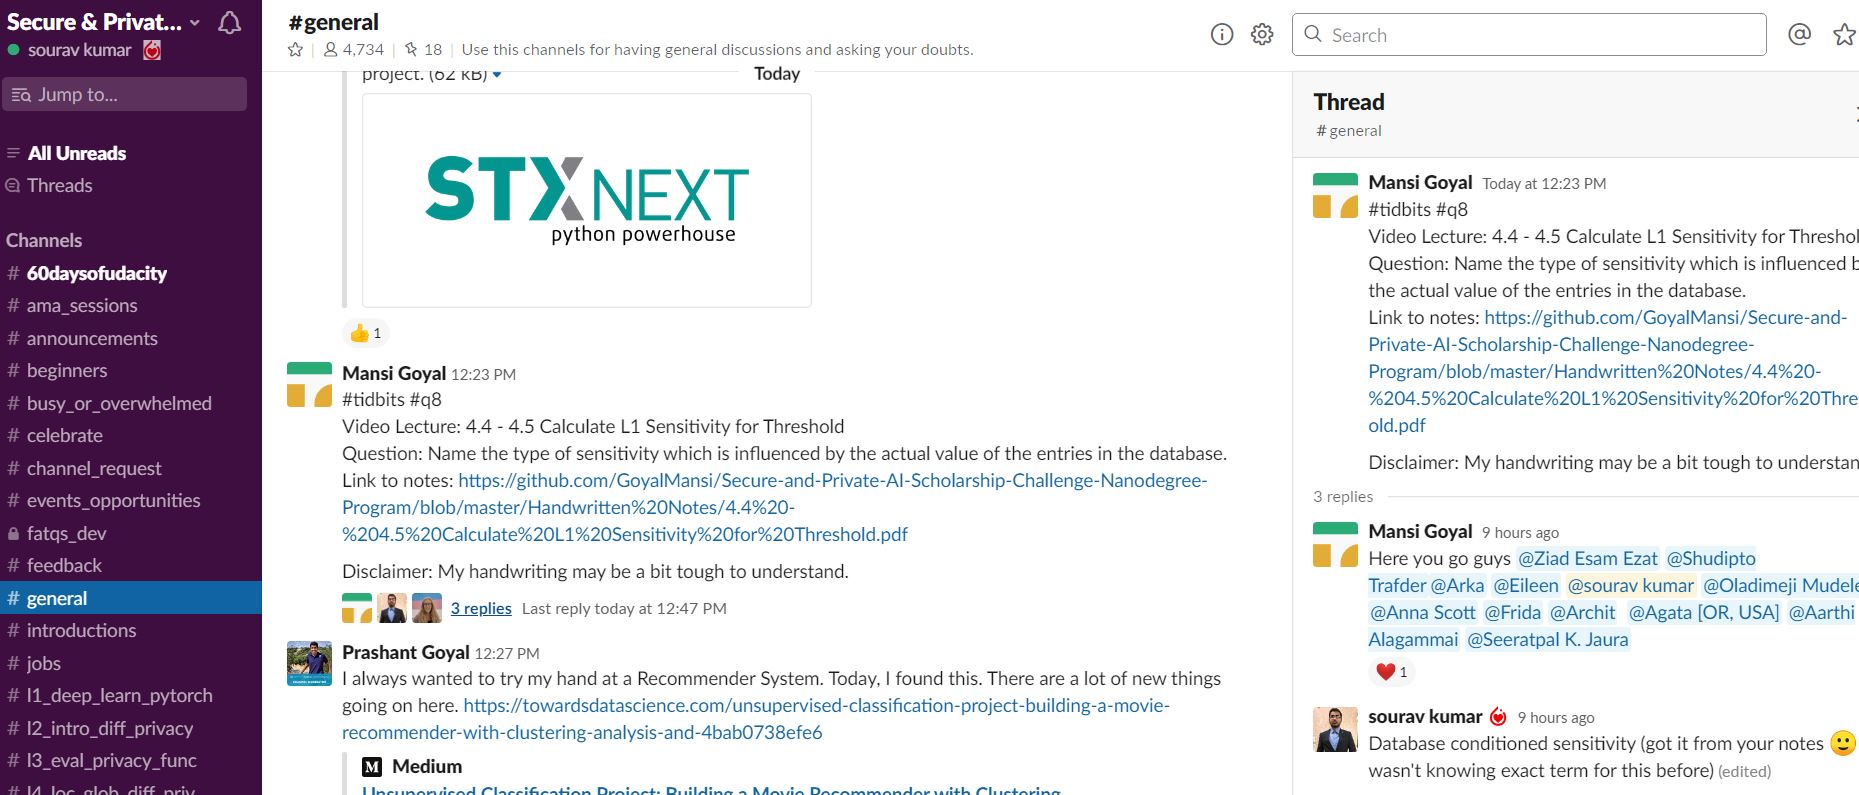 Secure & Privat...
sourav kumar
Jump to...
All Unreads
Threads
Channels
# 60daysofudacity
# ama_sessions
# announcements
# beginners
# busy_or_overwhelmed
# celebrate
# channel_request
# events_opportunities
fatqs_dev
# feedback
# general
# introductions
# jobs
# l1_deep_learn_pytorch
# l2_intro_diff_privacy
# l3_eval_privacy_func
# l4_loc_glob_diff_priv
#general
4,734 | 18 | Use this channels for having general discussions and asking your doubts.
Search
@
project. (62 kB)
Today
STX NEXT
python powerhouse
👍 1
Mansi Goyal 12:23 PM
#tidbits #q8
Video Lecture: 4.4 - 4.5 Calculate L1 Sensitivity for Threshold
Question: Name the type of sensitivity which is influenced by the actual value of the entries in the database.
Link to notes: https://github.com/GoyalMansi/Secure-and-Private-AI-Scholarship-Challenge-Nanodegree-
Program/blob/master/Handwritten%20Notes/4.4%20-
%204.5%20Calculate%20L1%20Sensitivity%20for%20Threshold.pdf
Disclaimer: My handwriting may be a bit tough to understand.
3 replies Last reply today at 12:47 PM
Prashant Goyal 12:27 PM
I always wanted to try my hand at a Recommender System. Today, I found this. There are a lot of new things
going on here. https://towardsdatascience.com/unsupervised-classification-project-building-a-movie-
recommender-with-clustering-analysis-and-4bab0738efe6
M Medium
Unsupervised Classification Project: Building a Movie Recommender with Clustering
Thread
# general
Mansi Goyal Today at 12:23 PM
#tidbits #q8
Video Lecture: 4.4 - 4.5 Calculate L1 Sensitivity for Threshol
Question: Name the type of sensitivity which is influenced b
the actual value of the entries in the database.
Link to notes: https://github.com/GoyalMansi/Secure-and-
Private-AI-Scholarship-Challenge-Nanodegree-
Program/blob/master/Handwritten%20Notes/4.4%20-
%204.5%20Calculate%20L1%20Sensitivity%20for%20Thre
old.pdf
Disclaimer: My handwriting may be a bit tough to understan
3 replies
Mansi Goyal 9 hours ago
Here you go guys @Ziad Esam Ezat @Shudipto
Trafder @Arka @Eileen @sourav kumar @Oladimeji Mudele
@Anna Scott @Frida @Archit @Agata [OR, USA] @Aarthi
Alagammai @Seeratpal K. Jaura
❤️ 1
sourav kumar 9 hours ago
Database conditioned sensitivity (got it from your notes 🙂
wasn't knowing exact term for this before) (edited)